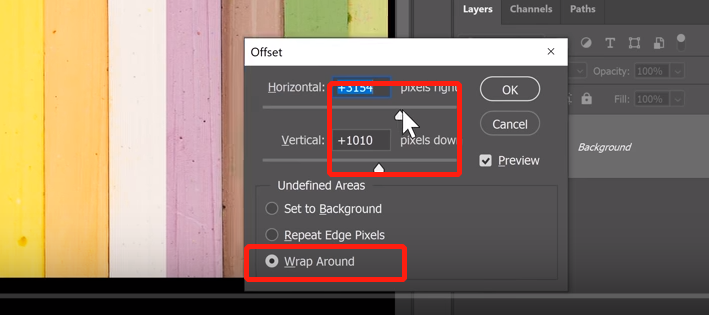 Layers Channels Paths
Offset
Horizontal: +3154 pixels right
OK
Opacity: 100%
Fill: 100%
Vertical: +1010 pixels down
Cancel
Preview
Background
Undefined Areas
Set to Background
Repeat Edge Pixels
Wrap Around